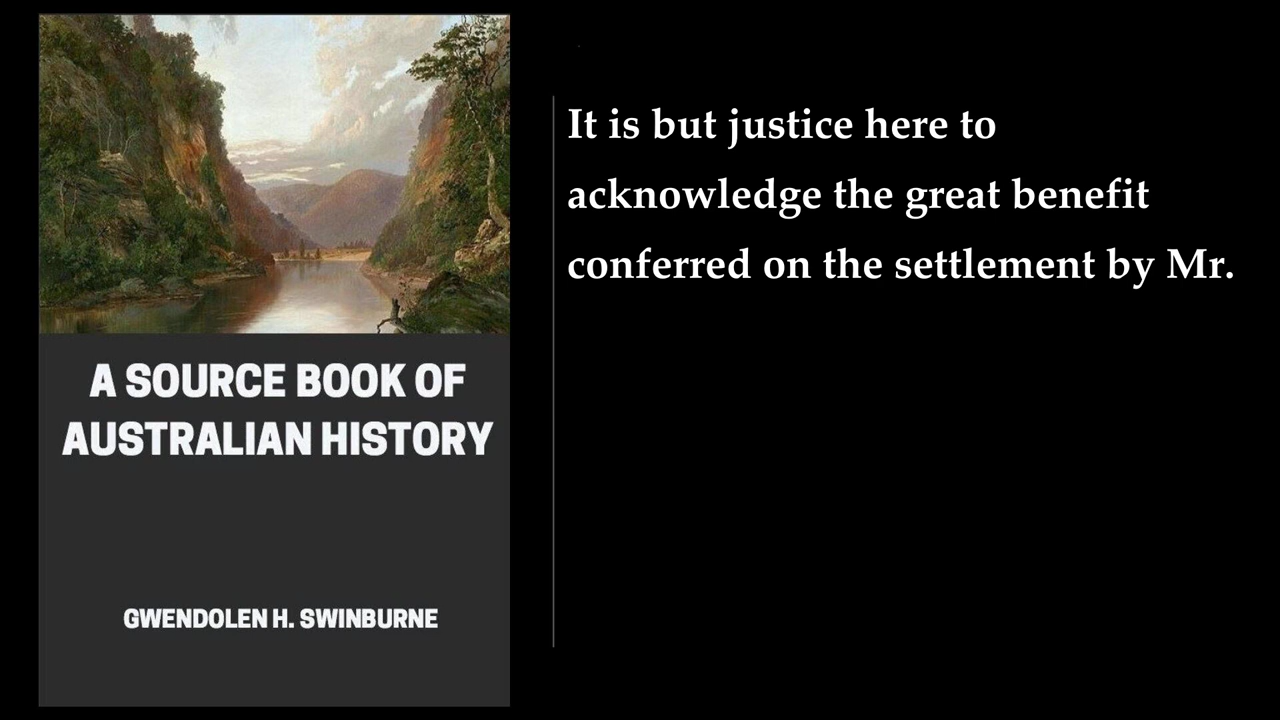 A SOURCE BOOK OF
AUSTRALIAN HISTORY
GWENDOLEN H. SWINBURNE
It is but justice here to
acknowledge the great benefit
conferred on the settlement by Mr.